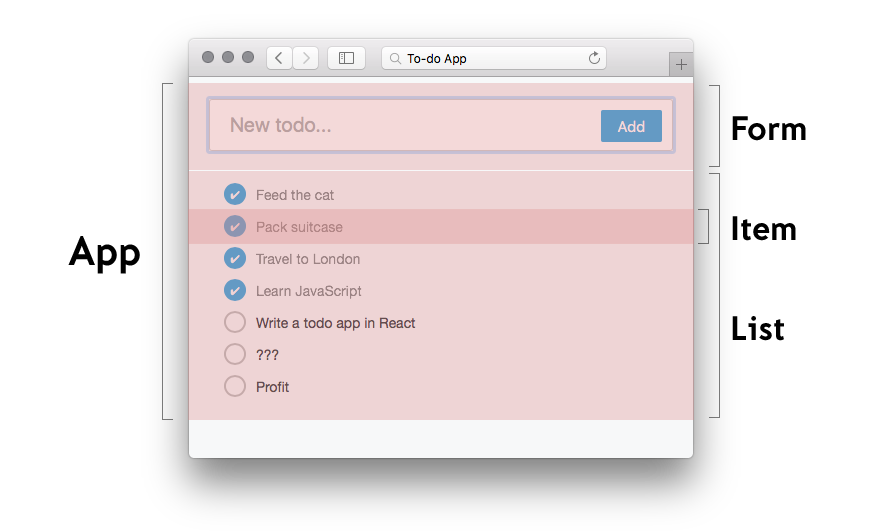 To-do App
New todo...
Add
Form
Feed the cat
Pack suitcase
Item
App
Travel to London
Learn JavaScript
Write a todo app in React
List
???
Profit